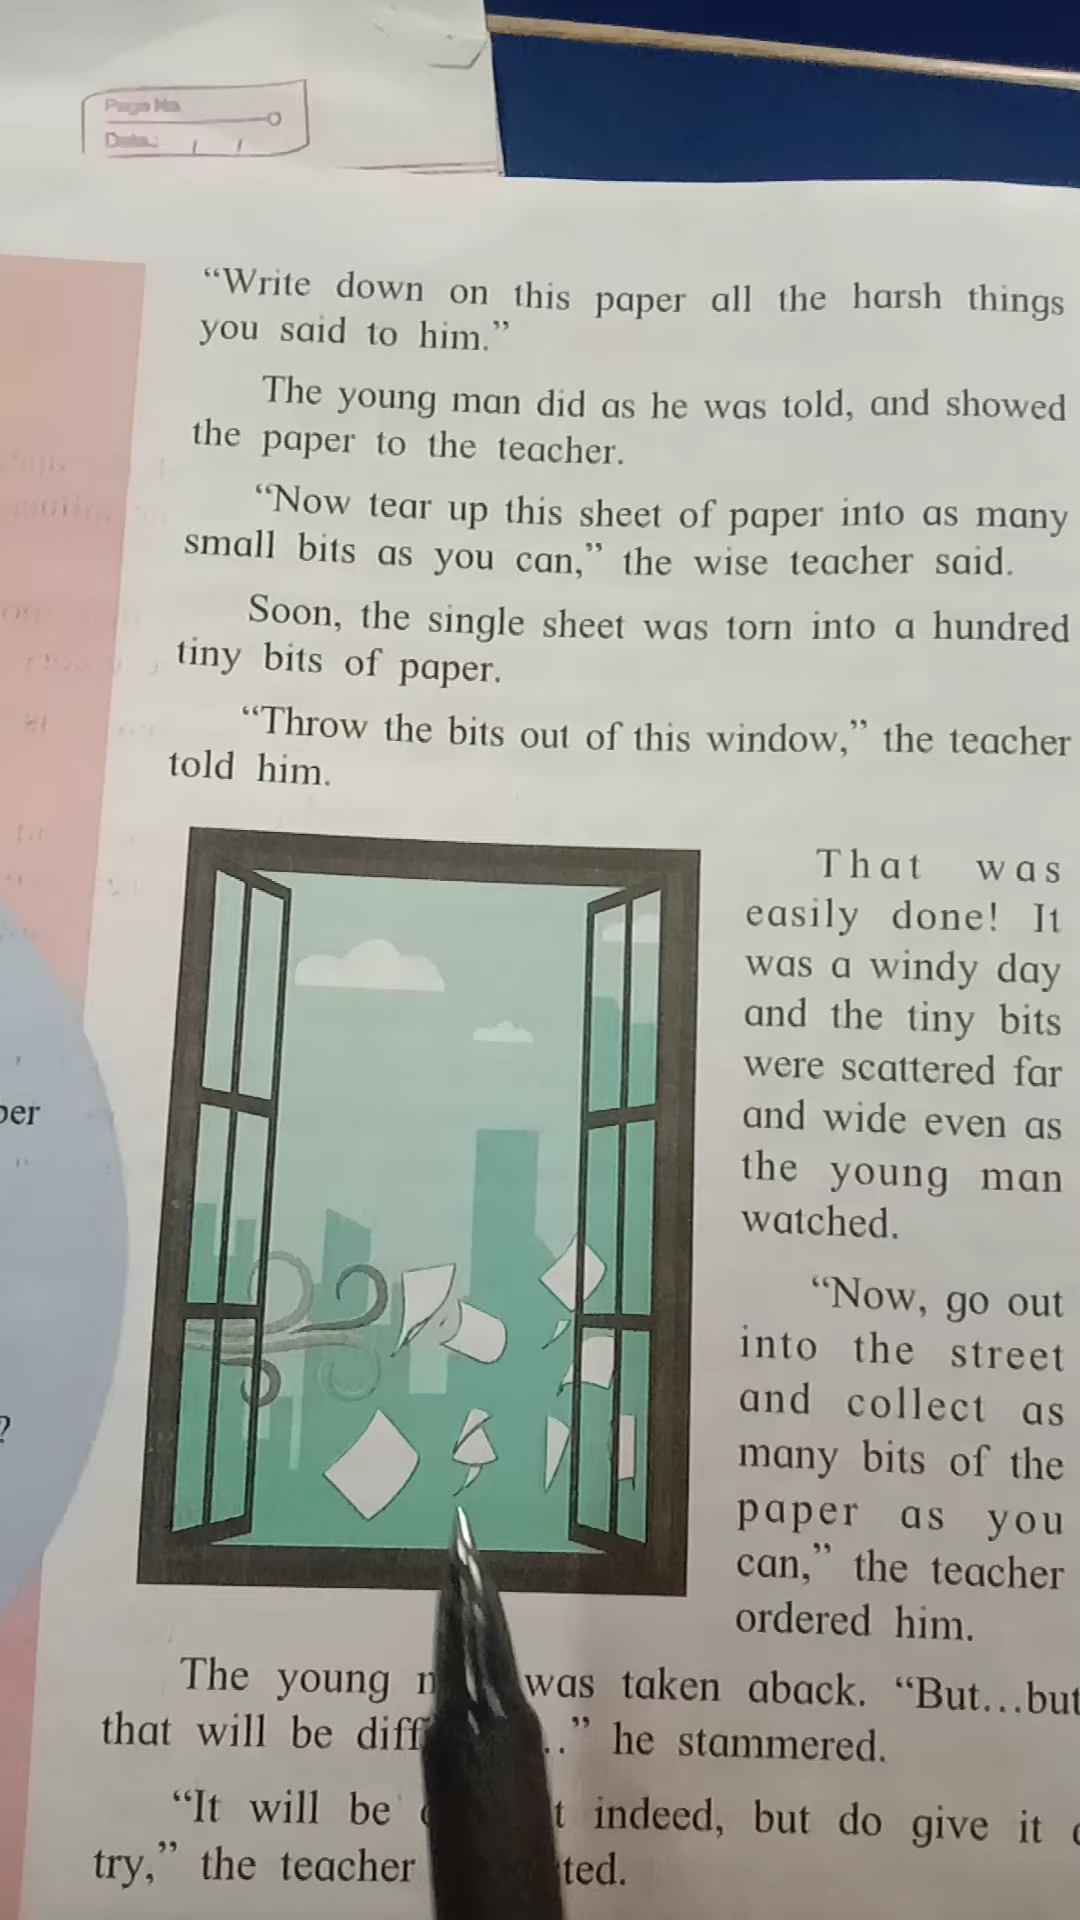 Page No.
Date.: / /
“Write down on this paper all the harsh things
you said to him.”
The young man did as he was told, and showed
the paper to the teacher.
“Now tear up this sheet of paper into as many
small bits as you can,” the wise teacher said.
Soon, the single sheet was torn into a hundred
tiny bits of paper.
“Throw the bits out of this window,” the teacher
told him.
That was
easily done! It
was a windy day
and the tiny bits
were scattered far
and wide even as
the young man
watched.
“Now, go out
into the street
and collect as
many bits of the
paper as you
can,” the teacher
ordered him.
The young was taken aback. “But...but
that will be ..” he stammered.
“It will be indeed, but do give it
try,” the teacher
?